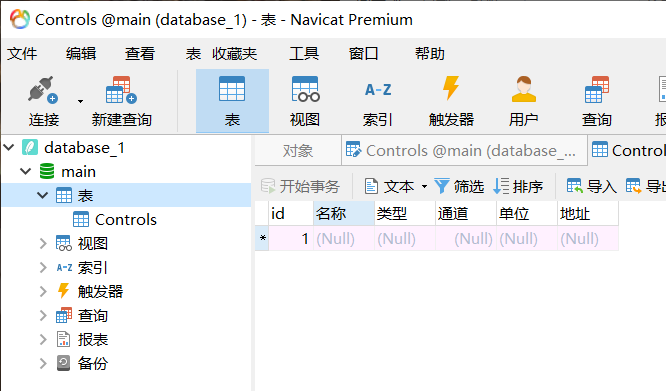 Controls @main (database_1) - 表 - Navicat Premium
文件 编辑 查看 表 收藏夹 工具 窗口 帮助
A-Z
连接 新建查询 表 视图 索引 触发器 用户 查询
database_1
main
表
Controls
视图
A-Z 索引
触发器
查询
报表
备份
对象 Controls @main (database_...
开始事务 文本 筛选 排序 导入
id 名称 类型 通道 单位 地址
* 1 (Null) (Null) (Null) (Null) (Null)